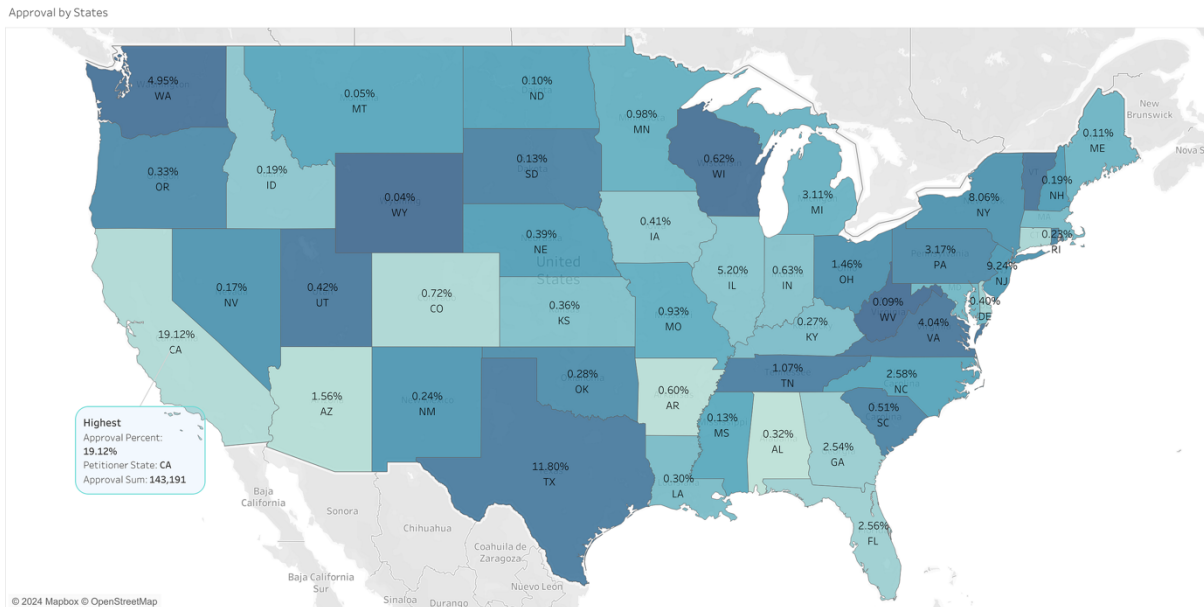 Approval by States
4.95%
WA
0.05%
MT
0.10%
ND
0.98%
MN
0.62%
WI
3.11%
MI
0.11%
ME
New
Brunswick
Nova S
0.33%
OR
0.19%
ID
0.04%
WY
0.13%
SD
0.41%
IA
8.06%
NY
0.19%
NH
0.23%
RI
0.17%
NV
0.42%
UT
0.72%
CO
0.39%
NE
United
States
5.20%
IL
0.63%
IN
1.46%
OH
3.17%
PA
9.24%
NJ
0.40%
DE
19.12%
CA
0.36%
KS
0.93%
MO
0.27%
KY
0.09%
WV
4.04%
VA
1.56%
AZ
0.24%
NM
0.28%
OK
0.60%
AR
1.07%
TN
2.58%
NC
0.51%
SC
11.80%
TX
0.30%
LA
0.13%
MS
0.32%
AL
2.54%
GA
2.56%
FL
Highest
Approval Percent:
19.12%
Petitioner State: CA
Approval Sum: 143,191
Baja
California
Sonora
Chihuahua
Coahuila de
Zaragoza
Nuevo León
Baja California
Sur
Sinaloa
Durango
© 2024 Mapbox © OpenStreetMap